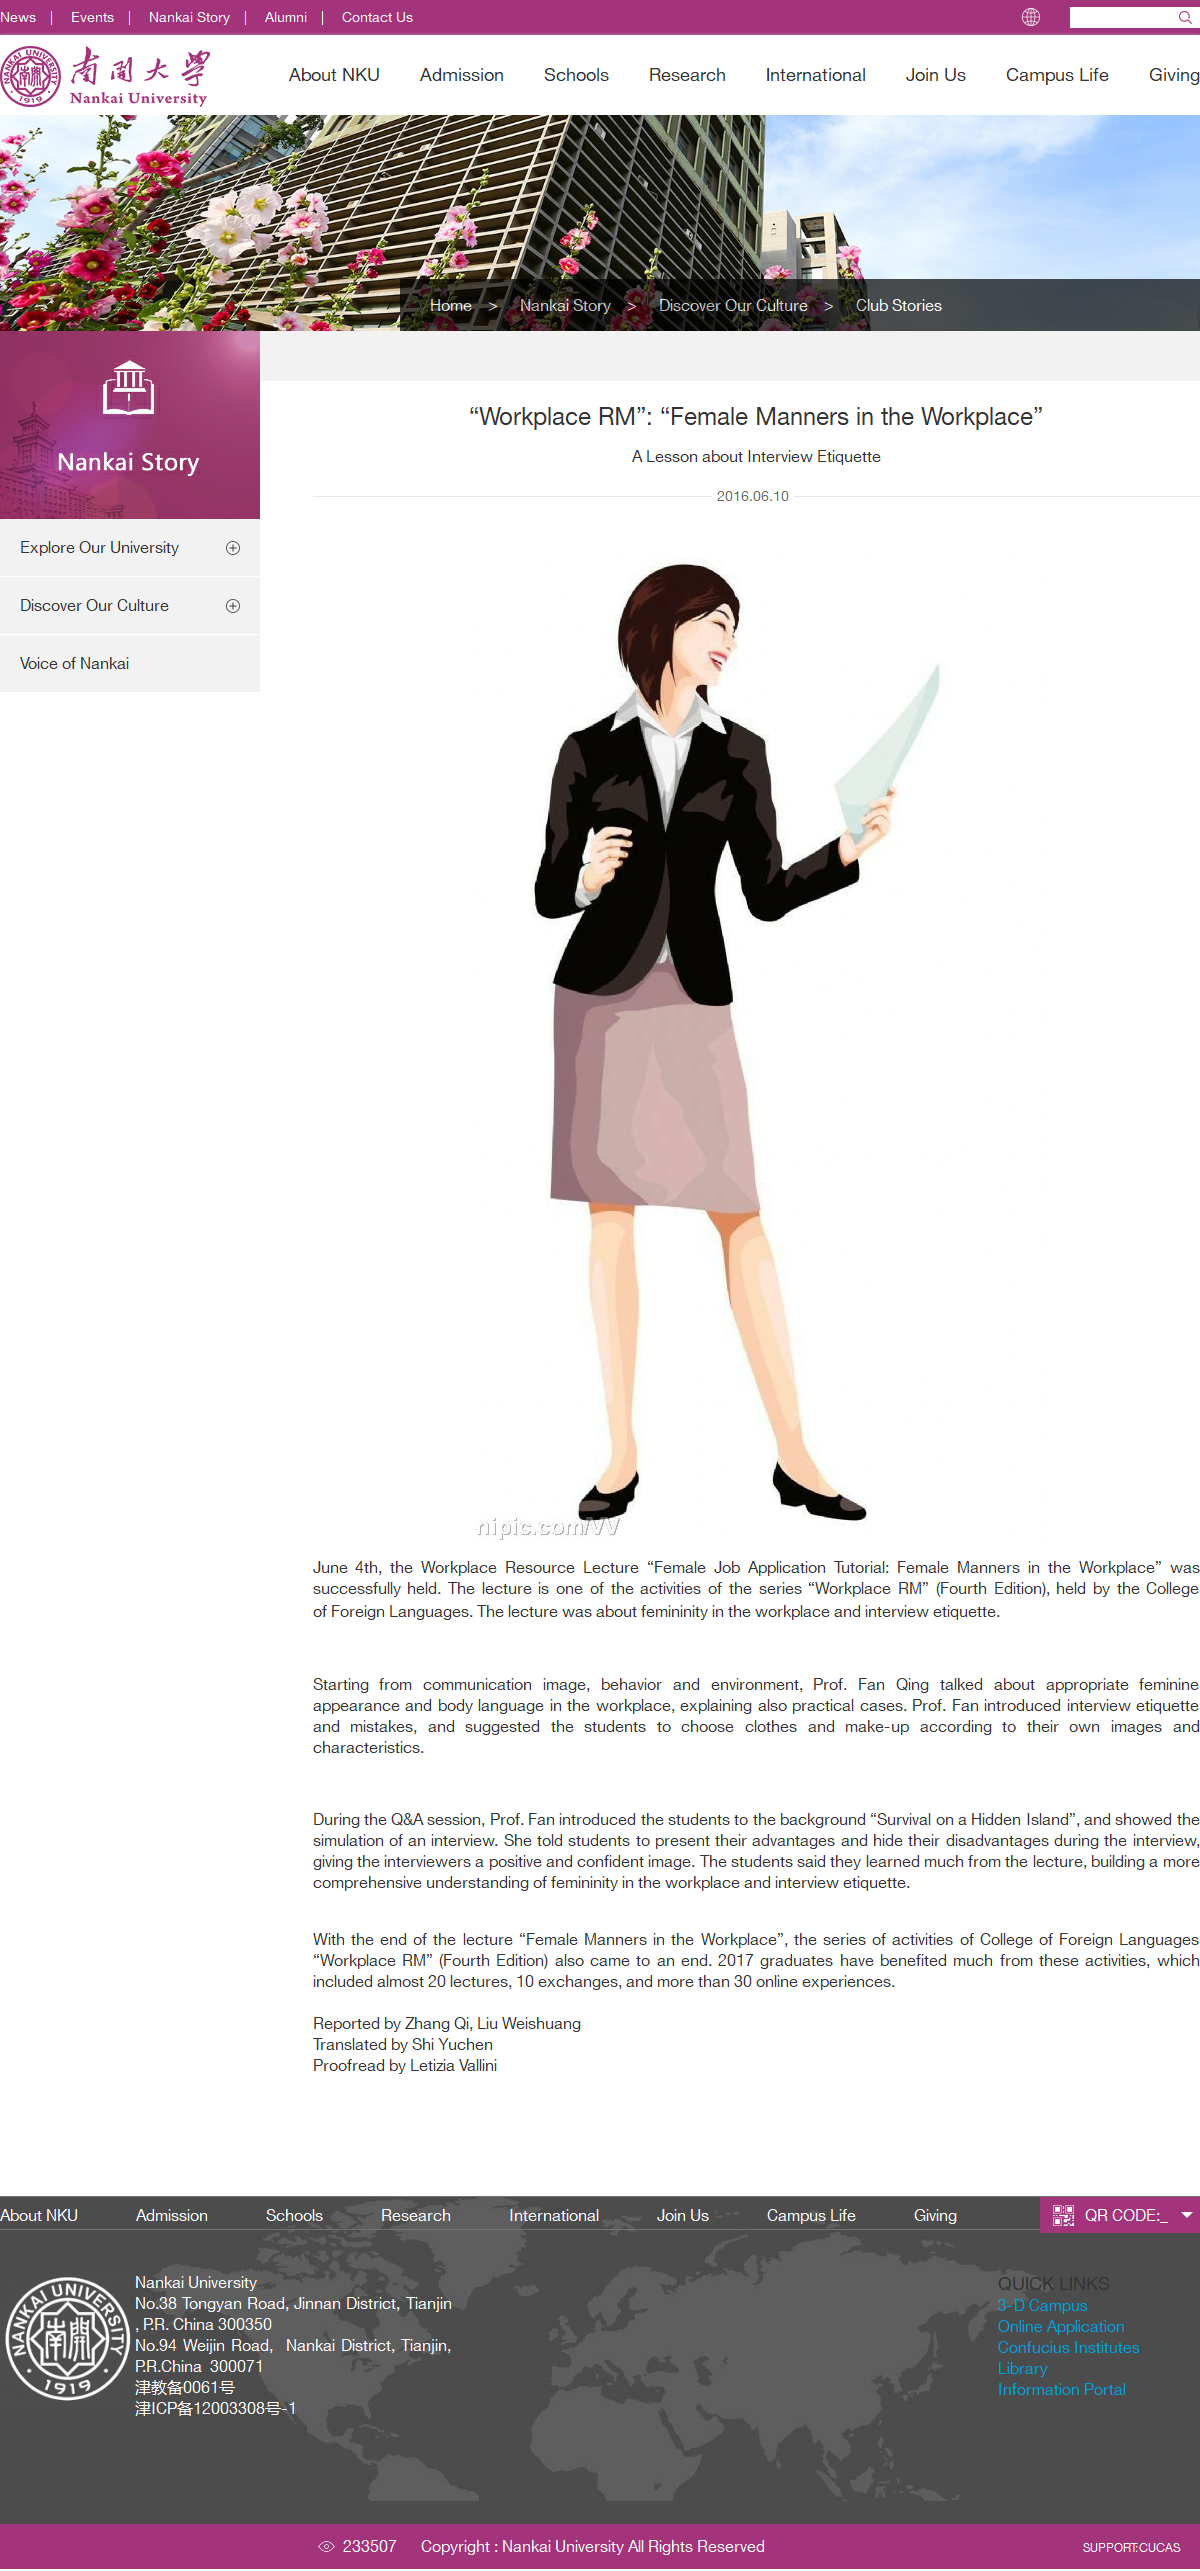 News | Events | Nankai Story | Alumni | Contact Us
NANKAI UNIVERSITY
1919
南開大學
Nankai University
About NKU Admission Schools Research International Join Us Campus Life Giving
Home > Nankai Story > Discover Our Culture > Club Stories
Nankai Story
Explore Our University
Discover Our Culture
Voice of Nankai
“Workplace RM”: “Female Manners in the Workplace”
A Lesson about Interview Etiquette
2016.06.10
nipic.com/VV
June 4th, the Workplace Resource Lecture “Female Job Application Tutorial: Female Manners in the Workplace” was
successfully held. The lecture is one of the activities of the series “Workplace RM” (Fourth Edition), held by the College
of Foreign Languages. The lecture was about femininity in the workplace and interview etiquette.
Starting from communication image, behavior and environment, Prof. Fan Qing talked about appropriate feminine
appearance and body language in the workplace, explaining also practical cases. Prof. Fan introduced interview etiquette
and mistakes, and suggested the students to choose clothes and make-up according to their own images and
characteristics.
During the Q&A session, Prof. Fan introduced the students to the background “Survival on a Hidden Island”, and showed the
simulation of an interview. She told students to present their advantages and hide their disadvantages during the interview,
giving the interviewers a positive and confident image. The students said they learned much from the lecture, building a more
comprehensive understanding of femininity in the workplace and interview etiquette.
With the end of the lecture “Female Manners in the Workplace”, the series of activities of College of Foreign Languages
“Workplace RM” (Fourth Edition) also came to an end. 2017 graduates have benefited much from these activities, which
included almost 20 lectures, 10 exchanges, and more than 30 online experiences.
Reported by Zhang Qi, Liu Weishuang
Translated by Shi Yuchen
Proofread by Letizia Vallini
About NKU Admission Schools Research International Join Us Campus Life Giving QR CODE:_
NANKAI UNIVERSITY
南開
1919
Nankai University
No.38 Tongyan Road, Jinnan District, Tianjin
, P.R. China 300350
No.94 Weijin Road, Nankai District, Tianjin,
P.R.China 300071
津教备0061号
津ICP备12003308号-1
QUICK LINKS
3-D Campus
Online Application
Confucius Institutes
Library
Information Portal
233507 Copyright : Nankai University All Rights Reserved
SUPPORT:CUCAS